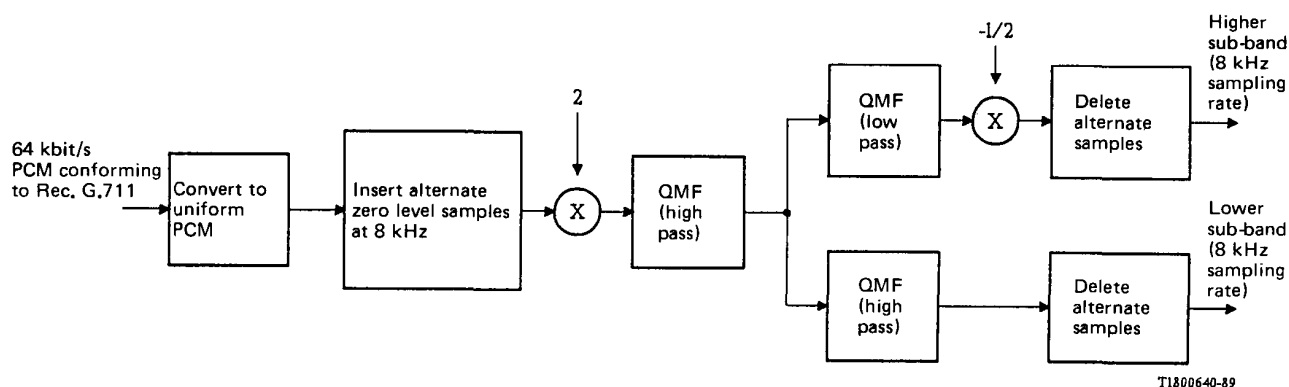 64 kbit/s
PCM conforming
to Rec. G.711
Convert to
uniform
PCM
Insert alternate
zero level samples
at 8 kHz
2
X
QMF
(high
pass)
QMF
(low
pass)
-1/2
X
Delete
alternate
samples
Higher
sub-band
(8 kHz
sampling
rate)
QMF
(high
pass)
Delete
alternate
samples
Lower
sub-band
(8 kHz
sampling
rate)
T1800640-89